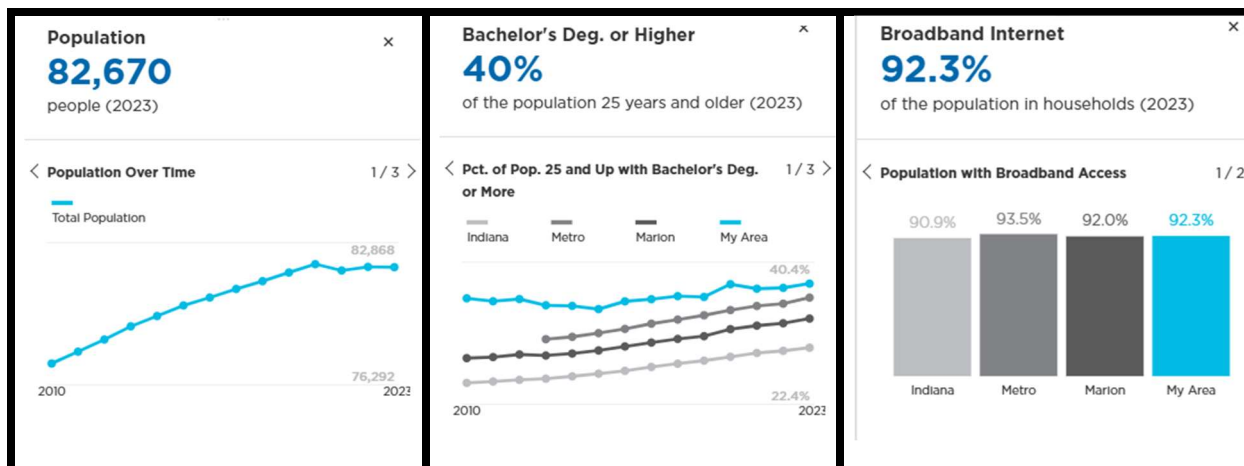 Population
82,670
people (2023)
Population Over Time
1 / 3
Total Population
82,868
76,292
2010
2023
Bachelor's Deg. or Higher
40%
of the population 25 years and older (2023)
Pct. of Pop. 25 and Up with Bachelor's Deg.
or More
1 / 3
Indiana
Metro
Marion
My Area
40.4%
22.4%
2010
2023
Broadband Internet
92.3%
of the population in households (2023)
Population with Broadband Access
1 / 2
90.9%
93.5%
92.0%
92.3%
Indiana
Metro
Marion
My Area